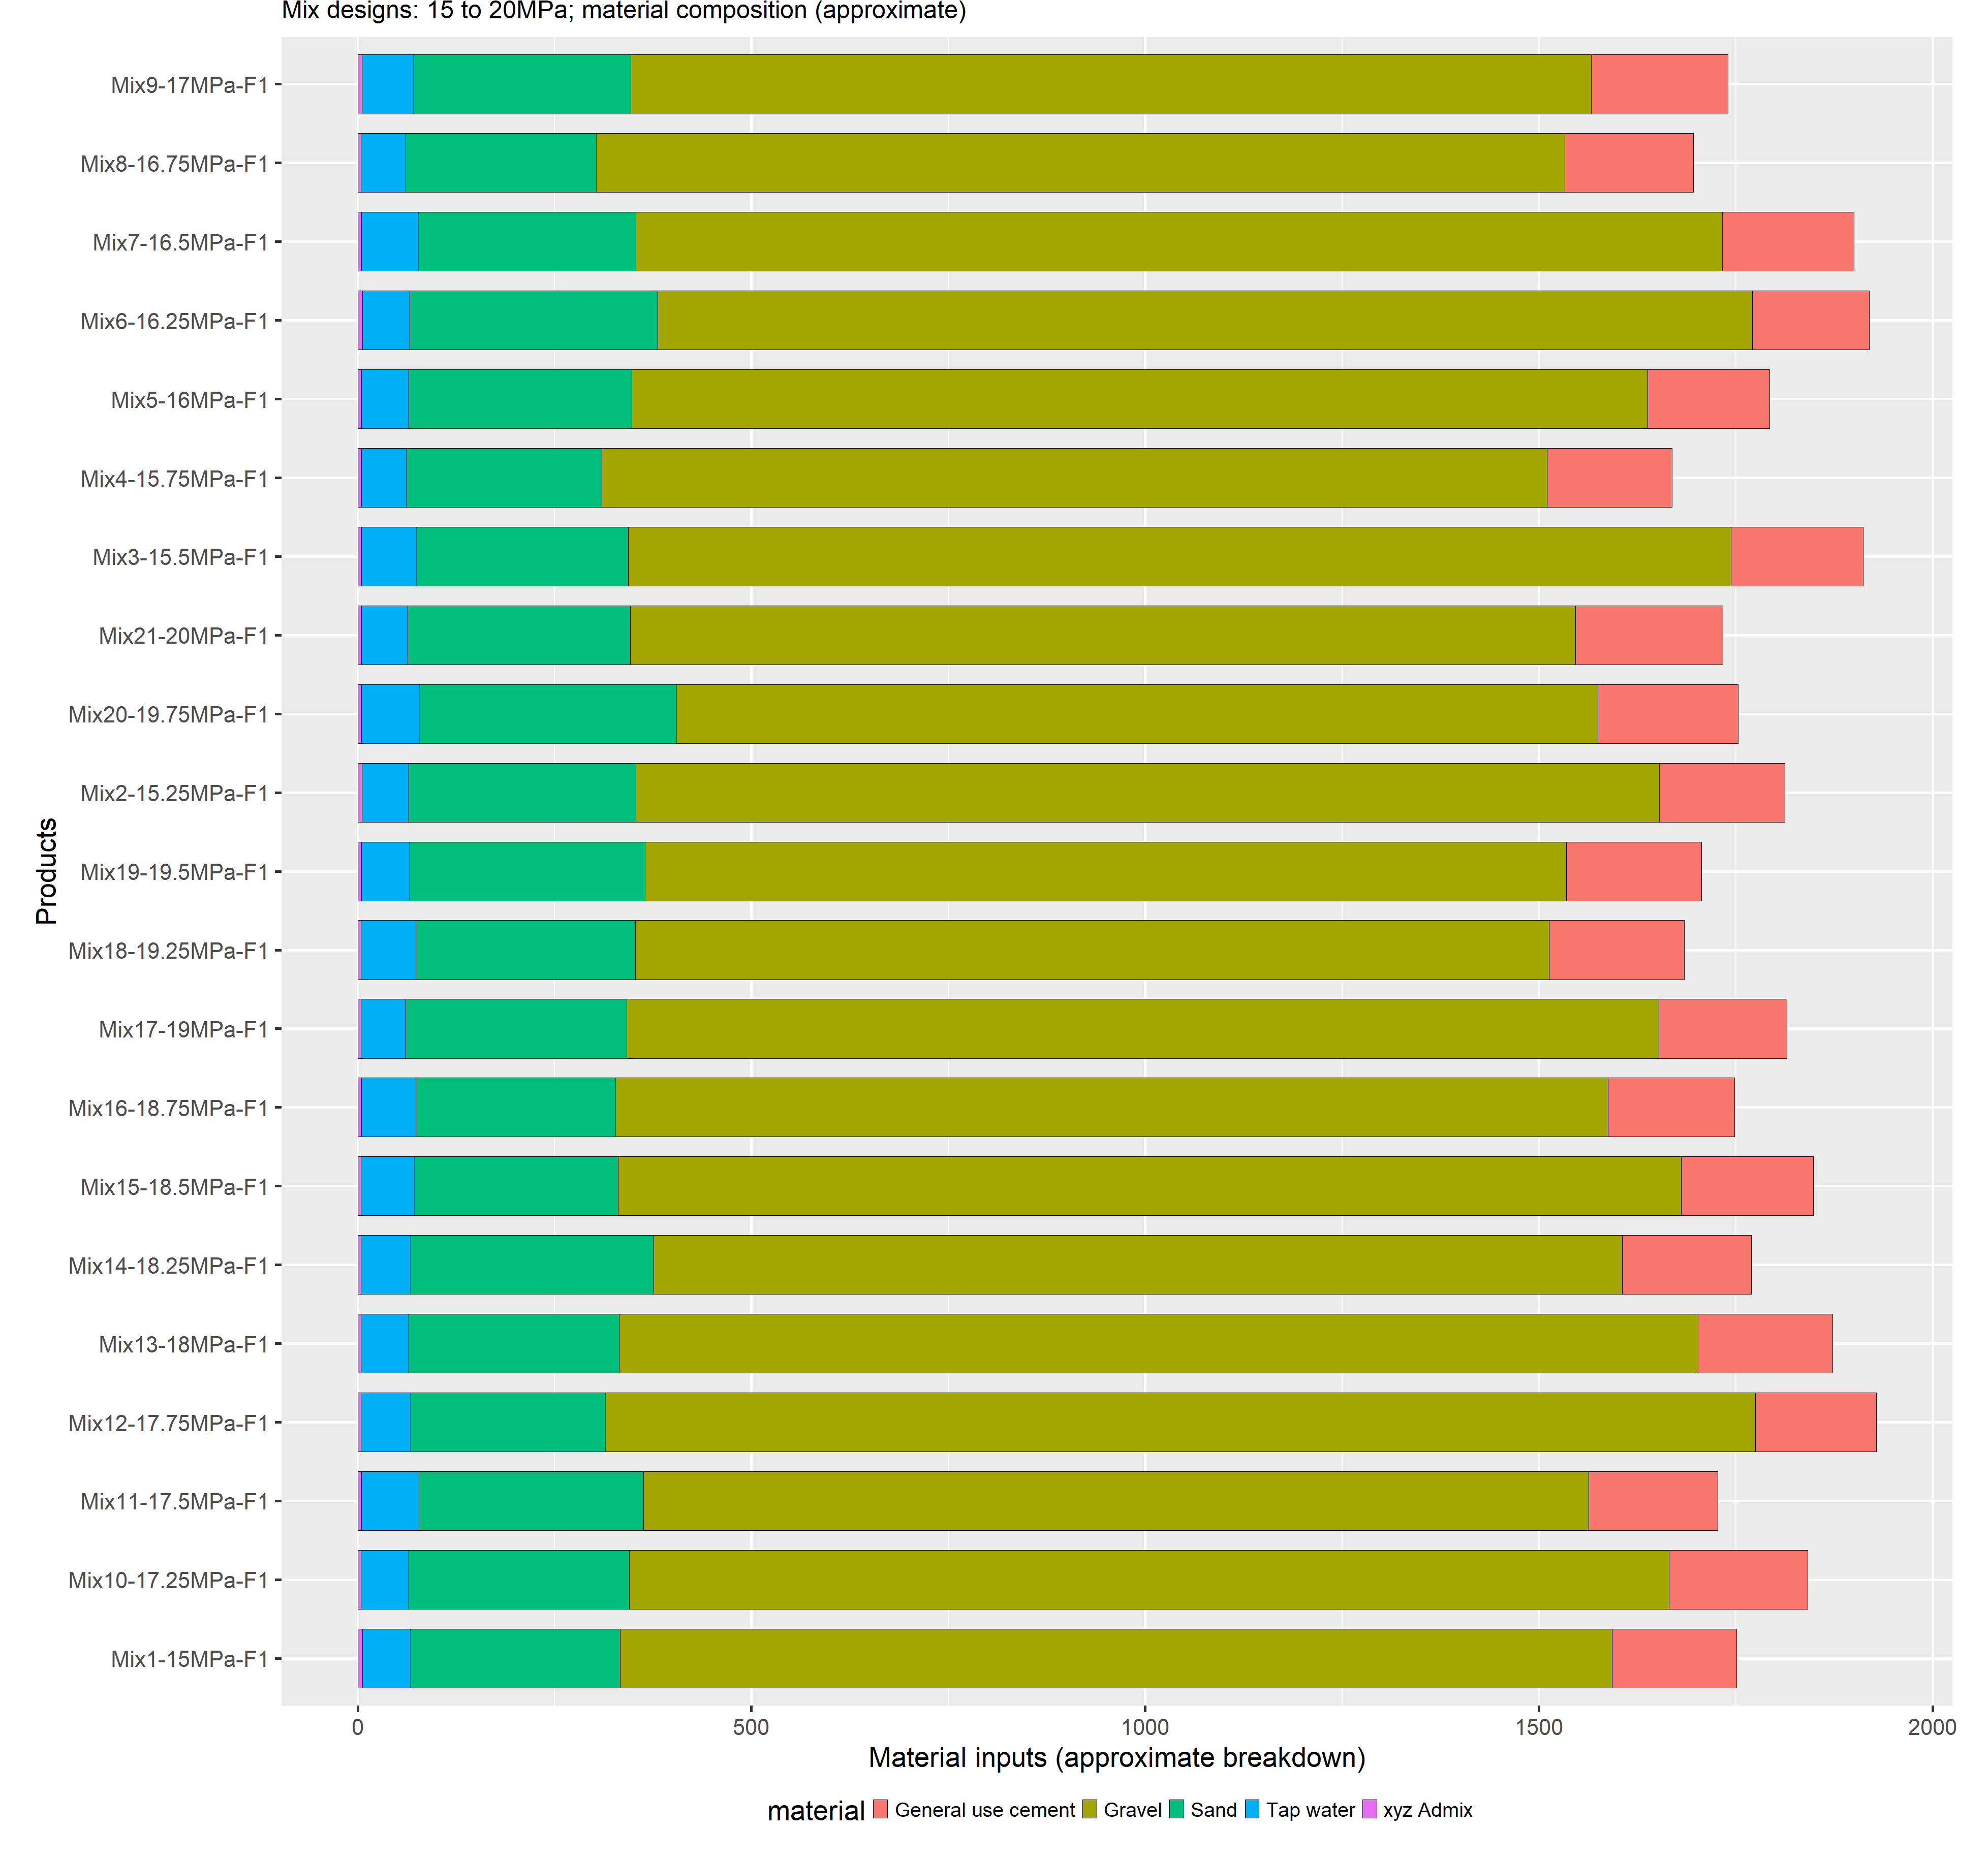 Mix designs: 15 to 20MPa; material composition (approximate)
Mix9-17MPa-F1
Mix8-16.75MPa-F1
Mix7-16.5MPa-F1
Mix6-16.25MPa-F1
Mix5-16MPa-F1
Mix4-15.75MPa-F1
Mix3-15.5MPa-F1
Mix21-20MPa-F1
Mix20-19.75MPa-F1
Mix2-15.25MPa-F1
Mix19-19.5MPa-F1
Mix18-19.25MPa-F1
Mix17-19MPa-F1
Mix16-18.75MPa-F1
Mix15-18.5MPa-F1
Mix14-18.25MPa-F1
Mix13-18MPa-F1
Mix12-17.75MPa-F1
Mix11-17.5MPa-F1
Mix10-17.25MPa-F1
Mix1-15MPa-F1
Products
0 500 1000 1500 2000
Material inputs (approximate breakdown)
material General use cement Gravel Sand Tap water xyz Admix